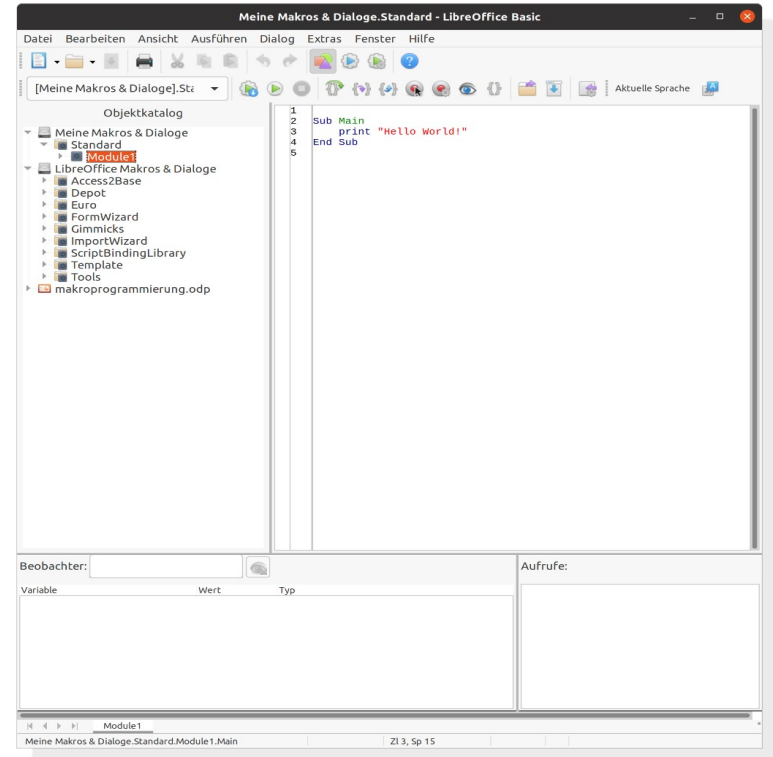 Meine Makros & Dialoge.Standard - LibreOffice Basic
Datei Bearbeiten Ansicht Ausführen Dialog Extras Fenster Hilfe
[Meine Makros & Dialoge].Sta
Aktuelle Sprache
Objektkatalog
Meine Makros & Dialoge
Standard
Module1
LibreOffice Makros & Dialoge
Access2Base
Depot
Euro
FormWizard
Gimmicks
ImportWizard
ScriptBindingLibrary
Template
Tools
makroprogrammierung.odp
1
2 Sub Main
3 print "Hello World!"
4 End Sub
5
Beobachter:
Variable Wert Typ
Aufrufe:
Module1
Meine Makros & Dialoge.Standard.Module1.Main Zl 3, Sp 15